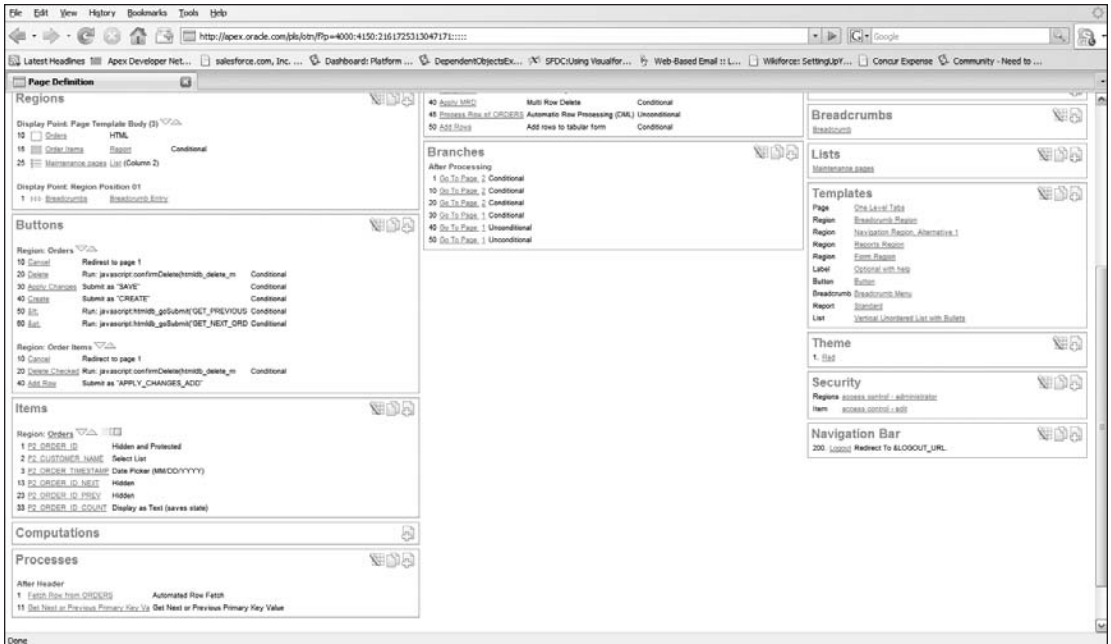 File Edit View History Bookmarks Tools Help
http://apex.oracle.com/pls/otn/f?p=4000:4150:2161725313047171:::::
Google
Latest Headlines Apex Developer Net... salesforce.com, Inc. ... Dashboard: Platform ... DependentObjectsEx... SFDC:Using Visualfor... Web-Based Email :: L... Wikiforce: SettingUpY... Concur Expense Community - Need to ...
Page Definition
Regions
Display Point: Page Template Body (3)
10 Orders HTML
15 Order Items Report Conditional
25 Maintenance pages List (Column 2)
Display Point: Region Position 01
1 Breadcrumbs Breadcrumb Entry
Buttons
Region: Orders
10 Cancel Redirect to page 1
20 Delete Run: javascript:confirmDelete(htmldb_delete_m Conditional
30 Apply Changes Submit as "SAVE" Conditional
40 Create Submit as "CREATE" Conditional
50 &lt; Run: javascript:htmldb_goSubmit('GET_PREVIOUS Conditional
60 &gt; Run: javascript:htmldb_goSubmit('GET_NEXT_ORD Conditional
Region: Order Items
10 Cancel Redirect to page 1
20 Delete Checked Run: javascript:confirmDelete(htmldb_delete_m Conditional
40 Add Row Submit as "APPLY_CHANGES_ADD"
Items
Region: Orders
1 P2_ORDER_ID Hidden and Protected
2 P2_CUSTOMER_NAME Select List
3 P2_ORDER_TIMESTAMP Date Picker (MM/DD/YYYY)
13 P2_ORDER_ID_NEXT Hidden
23 P2_ORDER_ID_PREV Hidden
33 P2_ORDER_ID_COUNT Display as Text (saves state)
Computations
Processes
After Header
1 Fetch Row from ORDERS Automated Row Fetch
11 Get Next or Previous Primary Key Va Get Next or Previous Primary Key Value
40 Apply MRD Multi Row Delete Conditional
45 Process Row of ORDERS Automatic Row Processing (DML) Unconditional
50 Add Rows Add rows to tabular form Conditional
Branches
After Processing
1 Go To Page 2 Conditional
10 Go To Page 2 Conditional
20 Go To Page 2 Conditional
30 Go To Page 1 Conditional
40 Go To Page 1 Unconditional
50 Go To Page 1 Unconditional
Breadcrumbs
Breadcrumb
Lists
Maintenance pages
Templates
Page One Level Tabs
Region Breadcrumb Region
Region Navigation Region, Alternative 1
Region Reports Region
Region Form Region
Label Optional with help
Button Button
Breadcrumb Breadcrumb Menu
Report Standard
List Vertical Unordered List with Bullets
Theme
1. Red
Security
Regions access control - administrator
Item access control - edit
Navigation Bar
200. Logout Redirect To &LOGOUT_URL.
Done